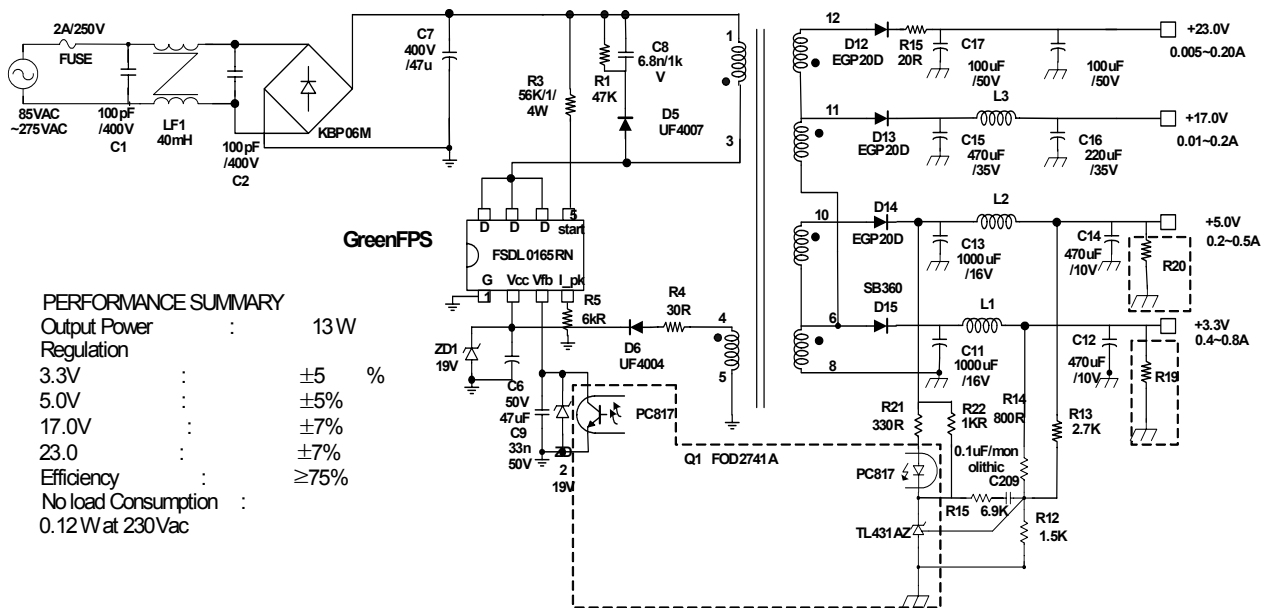 2A/250V
FUSE
85VAC
~275VAC
100pF
/400V
C1
LF1
40mH
100pF
/400V
C2
KBP06M
C7
400V
/47u
R3
56K/1/
4W
R1
47K
C8
6.8n/1k
V
D5
UF4007
1
3
GreenFPS
D D D 5
start
FSDL0165RN
G Vcc Vfb I_pk
1
R5
6kR
R4
30R
D6
UF4004
4
5
ZD1
19V
C6
50V
47uF
C9
33n
50V
ZD
2
19V
PC817
Q1 FOD2741A
12
D12
EGP20D
R15
20R
C17
100uF
/50V
100uF
/50V
+23.0V
0.005~0.20A
11
D13
EGP20D
L3
C15
470uF
/35V
C16
220uF
/35V
+17.0V
0.01~0.2A
10
D14
EGP20D
L2
C13
1000uF
/16V
C14
470uF
/10V
R20
+5.0V
0.2~0.5A
6
SB360
D15
L1
8
C11
1000uF
/16V
C12
470uF
/10V
R19
+3.3V
0.4~0.8A
R21
330R
R22
1KR
R14
800R
R13
2.7K
0.1uF/mon
olithic
C209
PC817
R15
6.9K
TL431AZ
R12
1.5K
PERFORMANCE SUMMARY
Output Power : 13W
Regulation
3.3V : ±5 %
5.0V : ±5%
17.0V : ±7%
23.0 : ±7%
Efficiency : ≥75%
No load Consumption :
0.12 W at 230Vac